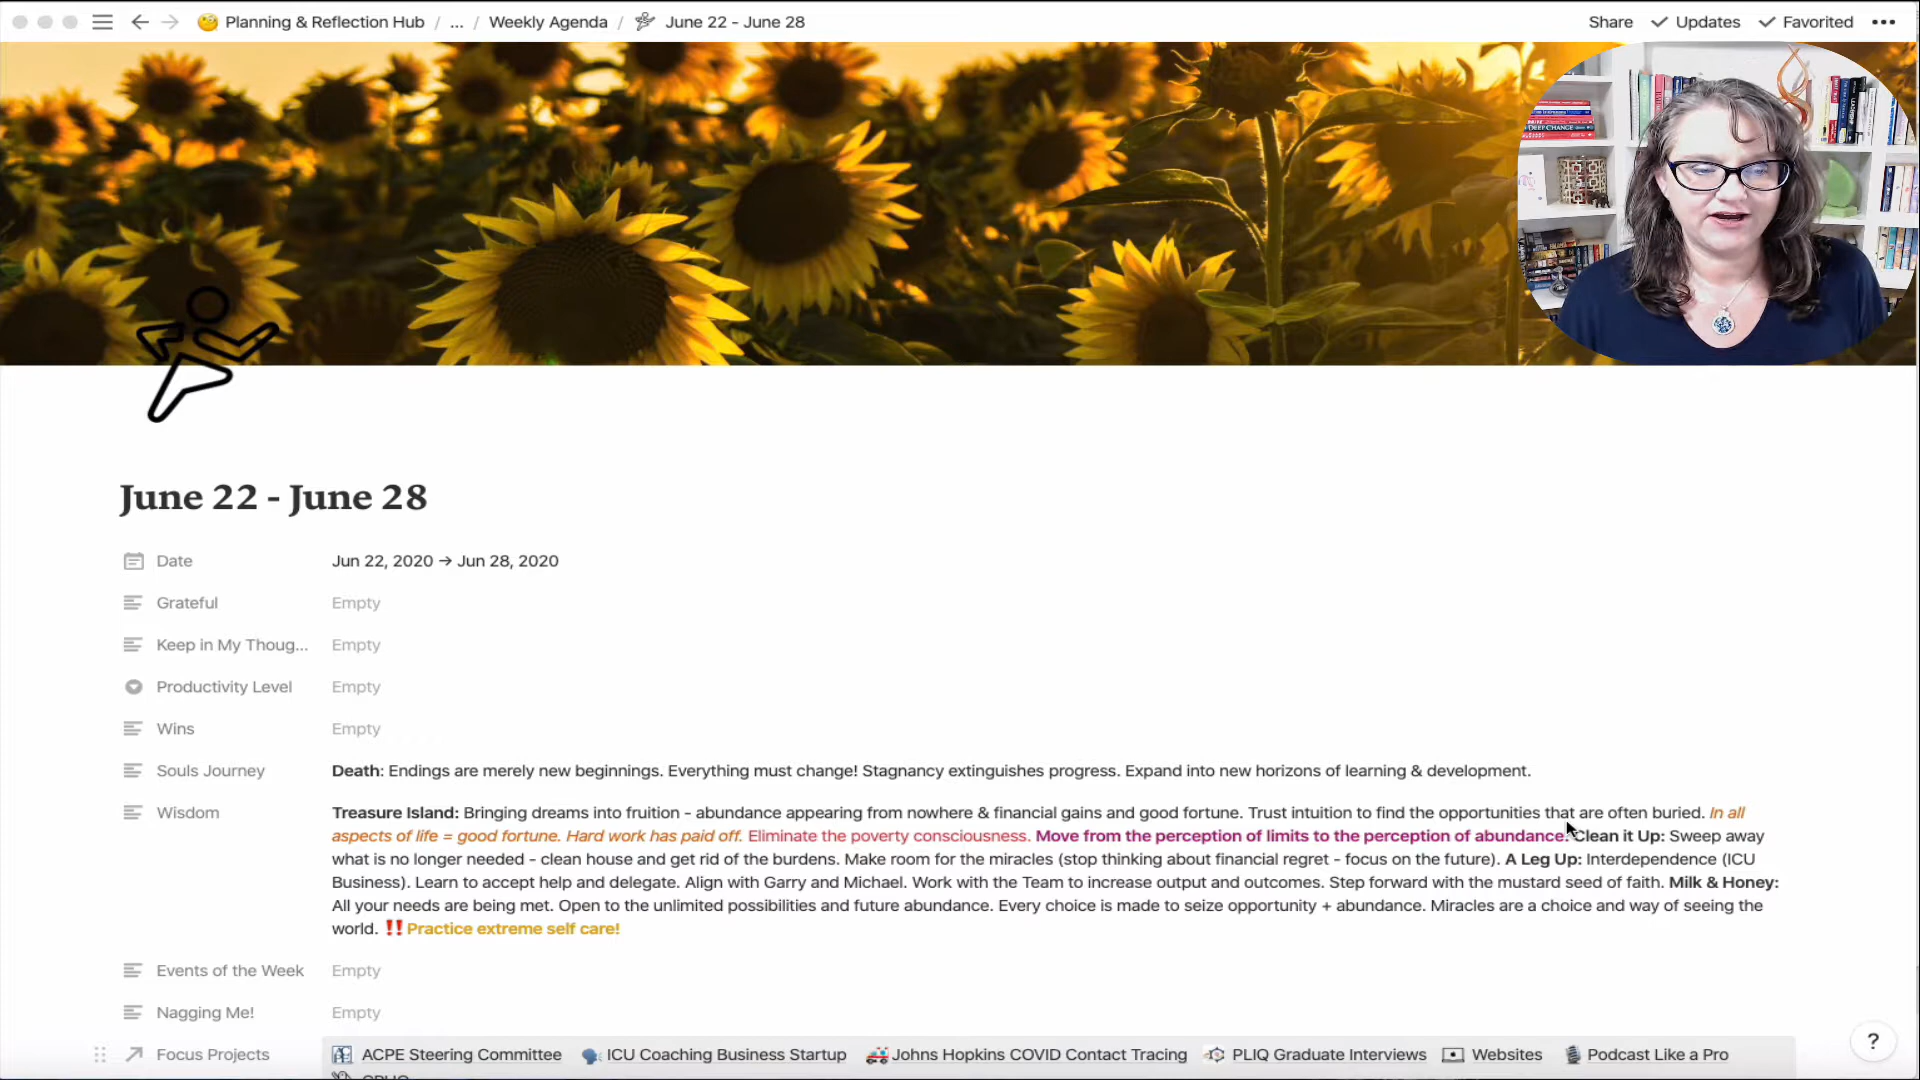 Planning & Reflection Hub / ... / Weekly Agenda / June 22 - June 28
Share Updates Favorited
DEEP CHANGE
June 22 - June 28
Date Jun 22, 2020 → Jun 28, 2020
Grateful Empty
Keep in My Thoug... Empty
Productivity Level Empty
Wins Empty
Souls Journey Death: Endings are merely new beginnings. Everything must change! Stagnancy extinguishes progress. Expand into new horizons of learning & development.
Wisdom Treasure Island: Bringing dreams into fruition - abundance appearing from nowhere & financial gains and good fortune. Trust intuition to find the opportunities that are often buried. In all
aspects of life = good fortune. Hard work has paid off. Eliminate the poverty consciousness. Move from the perception of limits to the perception of abundance. Clean it Up: Sweep away
what is no longer needed - clean house and get rid of the burdens. Make room for the miracles (stop thinking about financial regret - focus on the future). A Leg Up: Interdependence (ICU
Business). Learn to accept help and delegate. Align with Garry and Michael. Work with the Team to increase output and outcomes. Step forward with the mustard seed of faith. Milk & Honey:
All your needs are being met. Open to the unlimited possibilities and future abundance. Every choice is made to seize opportunity + abundance. Miracles are a choice and way of seeing the
world. ‼️ Practice extreme self care!
Events of the Week Empty
Nagging Me! Empty
Focus Projects ACPE Steering Committee ICU Coaching Business Startup Johns Hopkins COVID Contact Tracing PLIQ Graduate Interviews Websites Podcast Like a Pro
?